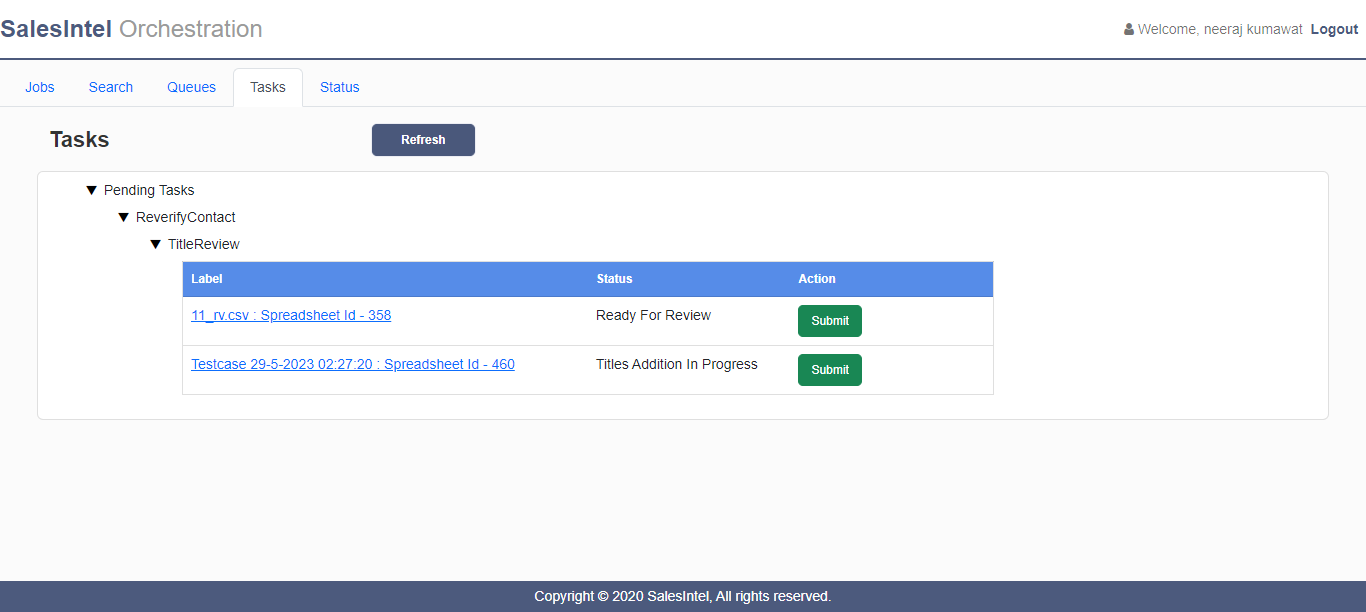 SalesIntel Orchestration
Welcome, neeraj kumawat Logout
Jobs Search Queues Tasks Status
Tasks Refresh
Pending Tasks
ReverifyContact
TitleReview
Label Status Action
11_rv.csv : Spreadsheet Id - 358 Ready For Review Submit
Testcase 29-5-2023 02:27:20 : Spreadsheet Id - 460 Titles Addition In Progress Submit
Copyright © 2020 SalesIntel, All rights reserved.